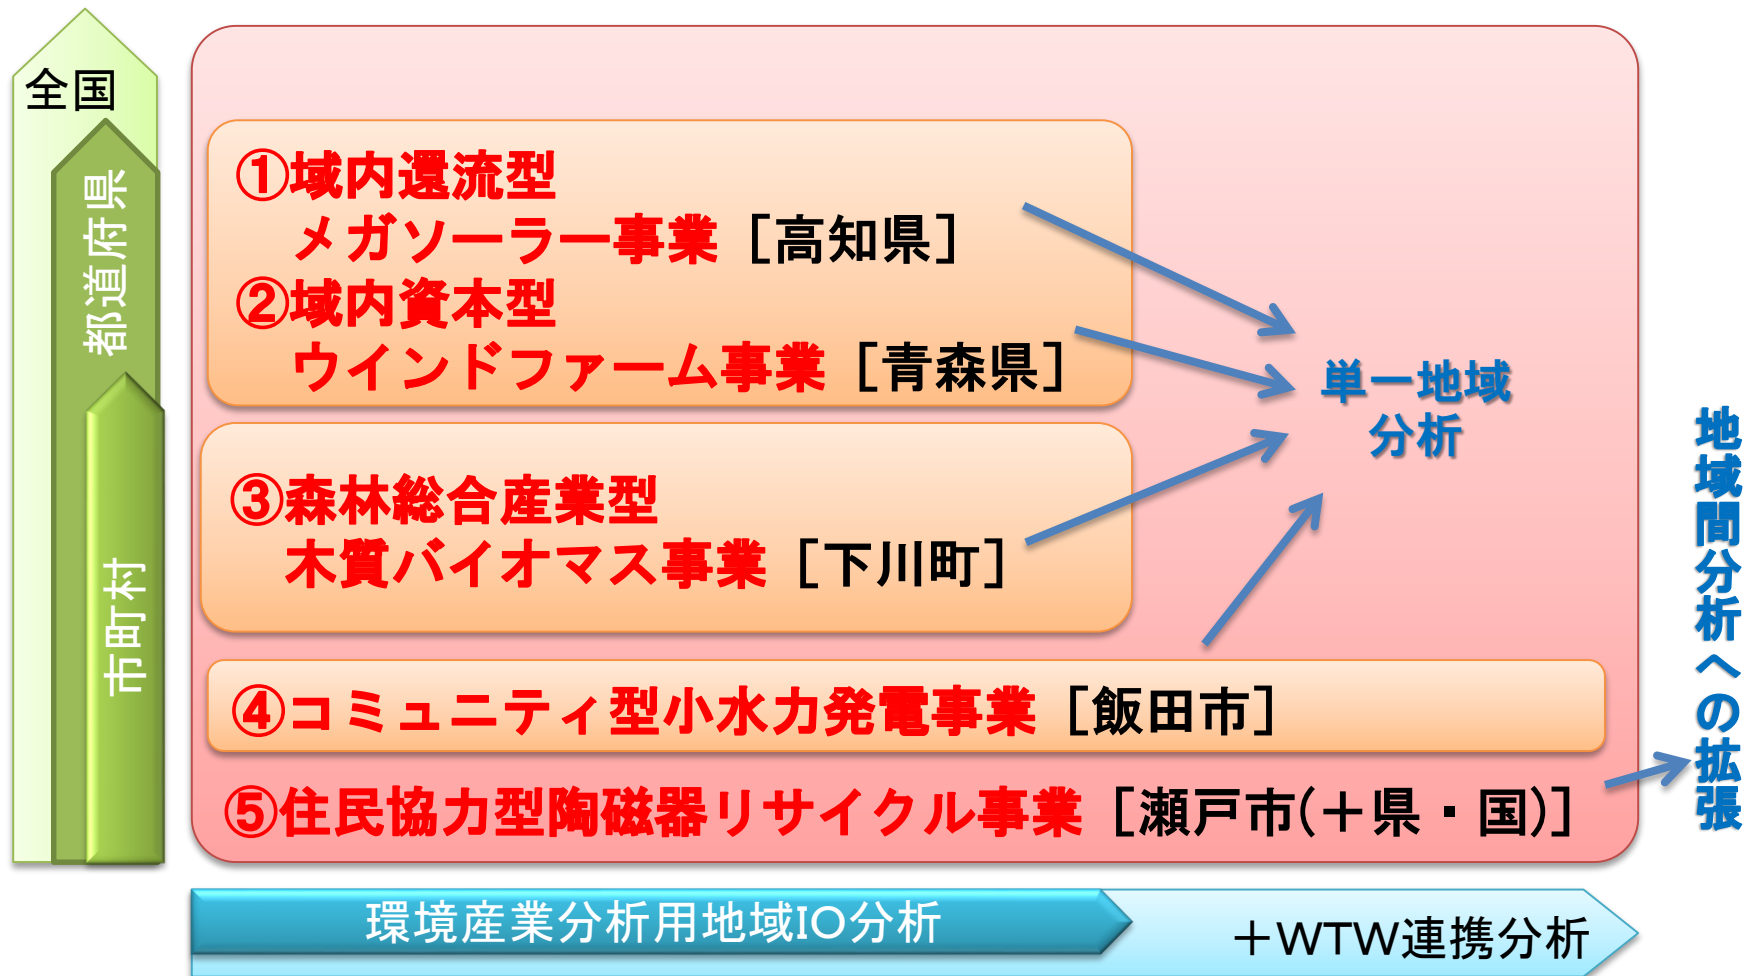 全国
都道府県
市町村
①域内還流型
メガソーラー事業［高知県］
②域内資本型
ウインドファーム事業［青森県］
③森林総合産業型
木質バイオマス事業［下川町］
④コミュニティ型小水力発電事業［飯田市］
⑤住民協力型陶磁器リサイクル事業［瀬戸市(＋県・国)］
単一地域
分析
地域間分析への拡張
環境産業分析用地域IO分析
＋WTW連携分析